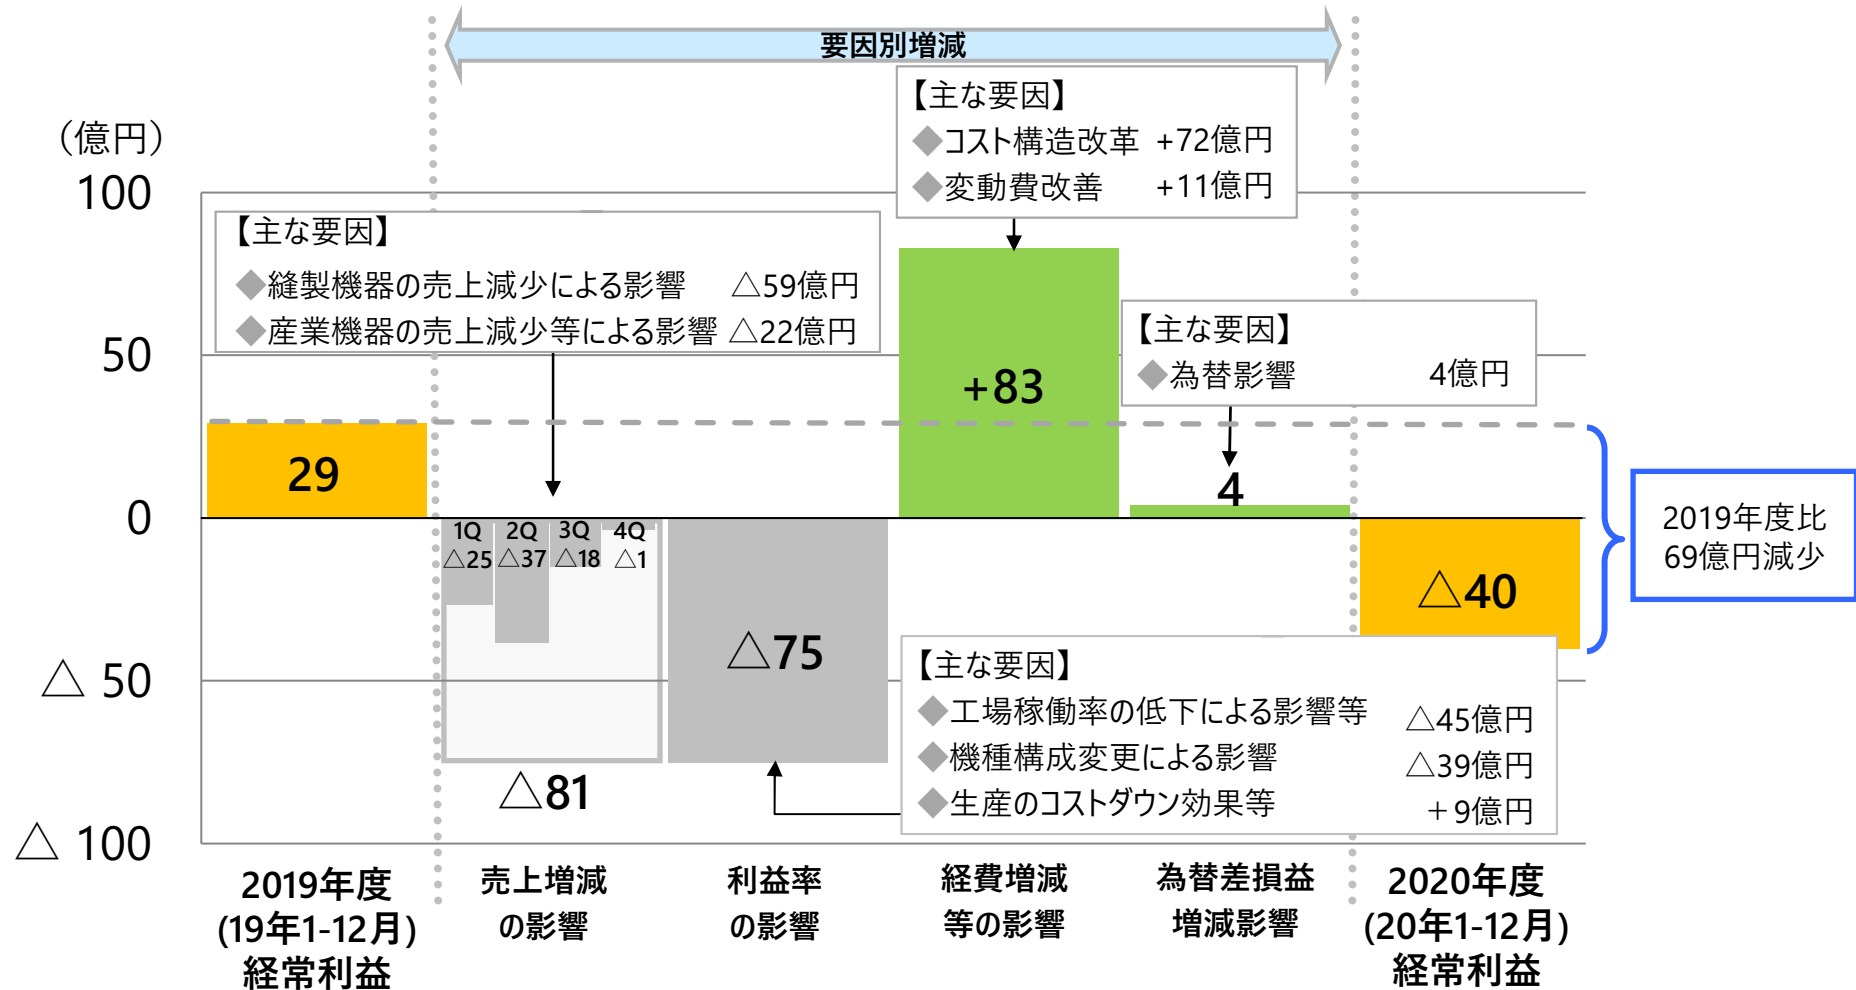 要因別増減
(億円)
100
50
0
△ 50
△ 100
【主な要因】
◆縫製機器の売上減少による影響 △59億円
◆産業機器の売上減少等による影響 △22億円
【主な要因】
◆コスト構造改革 +72億円
◆変動費改善 +11億円
【主な要因】
◆為替影響 4億円
29
1Q
△25
2Q
△37
3Q
△18
4Q
△1
△81
△75
+83
4
△40
2019年度比
69億円減少
【主な要因】
◆工場稼働率の低下による影響等 △45億円
◆機種構成変更による影響 △39億円
◆生産のコストダウン効果等 +9億円
2019年度
(19年1-12月)
経常利益
売上増減
の影響
利益率
の影響
経費増減
等の影響
為替差損益
増減影響
2020年度
(20年1-12月)
経常利益